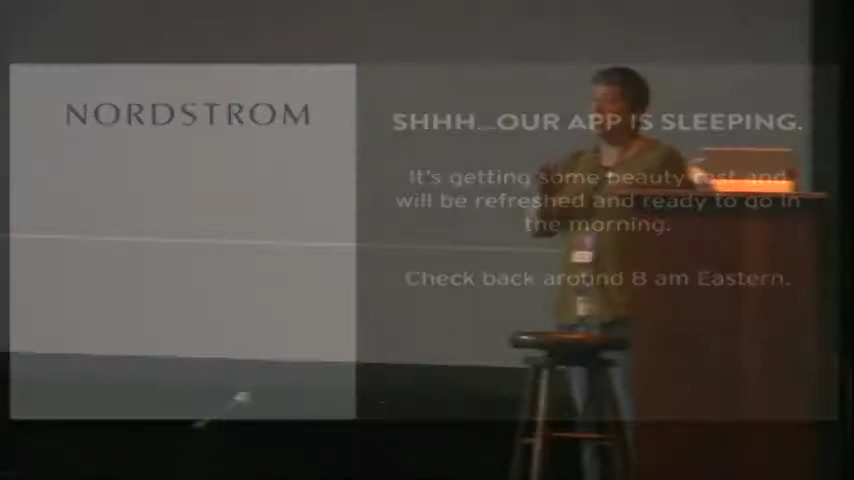 NORDSTROM
SHHH...OUR APP IS SLEEPING.
It's getting some beauty rest and
will be refreshed and ready to go in
the morning.
Check back around 8 am Eastern.